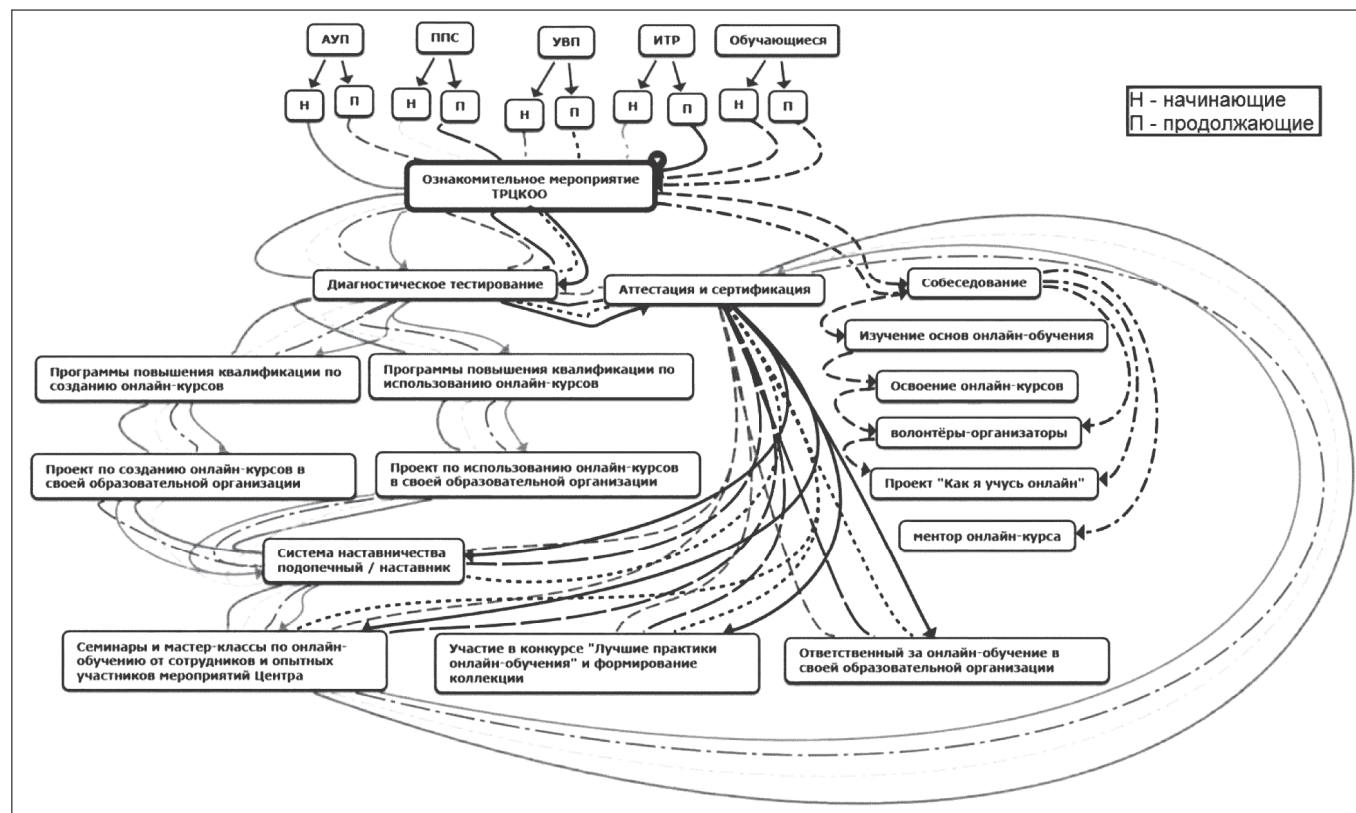 АУП
ППС
УВП
ИТР
Обучающиеся
Н
П
Н
П
Н
П
Н
П
Н
П
Н - начинающие
П - продолжающие
Ознакомительное мероприятие
ТРЦКОО
Диагностическое тестирование
Аттестация и сертификация
Собеседование
Изучение основ онлайн-обучения
Программы повышения квалификации по
созданию онлайн-курсов
Программы повышения квалификации по
использованию онлайн-курсов
Освоение онлайн-курсов
волонтёры-организаторы
Проект по созданию онлайн-курсов в
своей образовательной организации
Проект по использованию онлайн-курсов
в своей образовательной организации
Проект "Как я учусь онлайн"
ментор онлайн-курса
Система наставничества
подопечный / наставник
Семинары и мастер-классы по онлайн-
обучению от сотрудников и опытных
участников мероприятий Центра
Участие в конкурсе "Лучшие практики
онлайн-обучения" и формирование
коллекции
Ответственный за онлайн-обучение в
своей образовательной организации